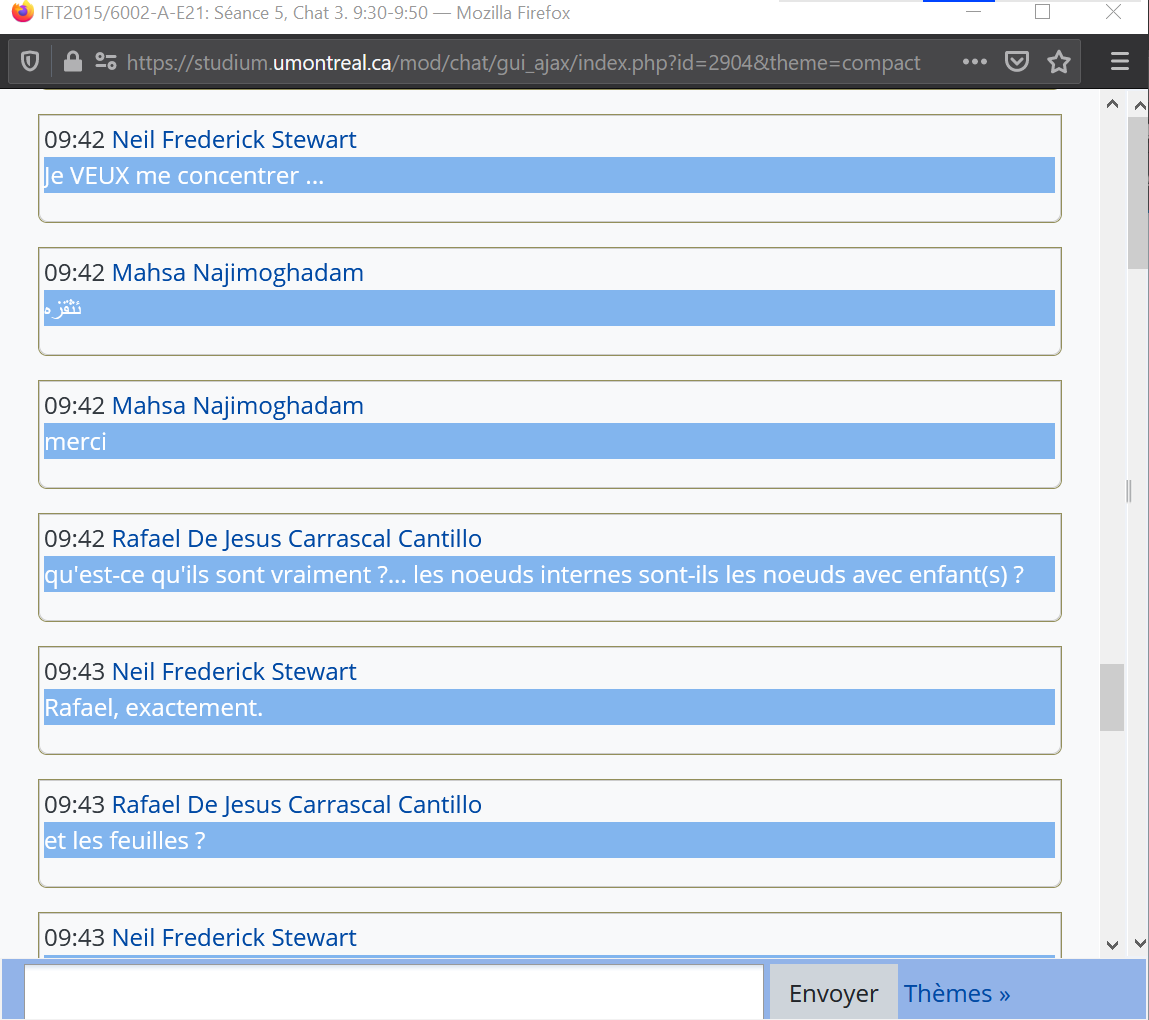 IFT2015/6002-A-E21: Séance 5, Chat 3. 9:30-9:50 — Mozilla Firefox
https://studium.umontreal.ca/mod/chat/gui_ajax/index.php?id=2904&theme=compact
09:42 Neil Frederick Stewart
Je VEUX me concentrer ...
09:42 Mahsa Najimoghadam
09:42 Mahsa Najimoghadam
merci
09:42 Rafael De Jesus Carrascal Cantillo
qu'est-ce qu'ils sont vraiment ?... les noeuds internes sont-ils les noeuds avec enfant(s) ?
09:43 Neil Frederick Stewart
Rafael, exactement.
09:43 Rafael De Jesus Carrascal Cantillo
et les feuilles ?
09:43 Neil Frederick Stewart
Envoyer Thèmes »